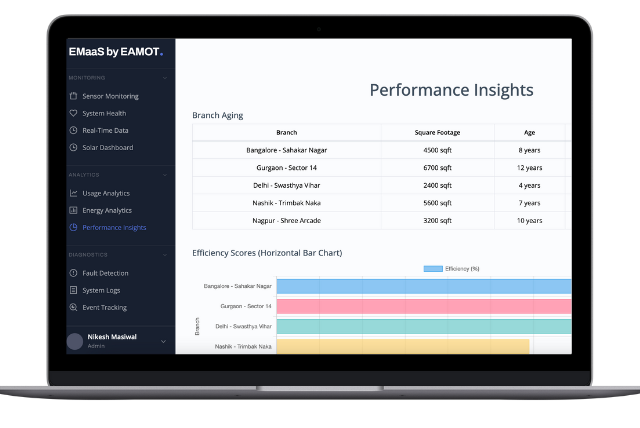 EMaaS by EAMOT.
MONITORING
Sensor Monitoring
System Health
Real-Time Data
Solar Dashboard
ANALYTICS
Usage Analytics
Energy Analytics
Performance Insights
DIAGNOSTICS
Fault Detection
System Logs
Event Tracking
Nikesh Masiwal
Admin
Performance Insights
Branch Aging
Branch Square Footage Age
Bangalore - Sahakar Nagar 4500 sqft 8 years
Gurgaon - Sector 14 6700 sqft 12 years
Delhi - Swasthya Vihar 2400 sqft 4 years
Nashik - Trimbak Naka 5600 sqft 7 years
Nagpur - Shree Arcade 3200 sqft 10 years
Efficiency Scores (Horizontal Bar Chart)
Efficiency (%)
Branch
Bangalore - Sahakar Nagar
Gurgaon - Sector 14
Delhi - Swasthya Vihar
Nashik - Trimbak Naka